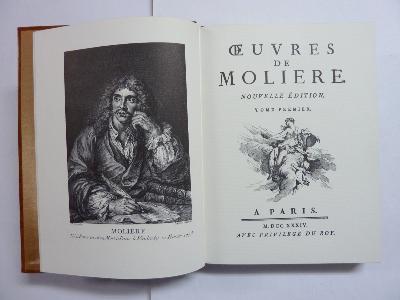 MOLIERE
ŒUVRES
DE
MOLIERE.
NOUVELLE ÉDITION.
TOME PREMIER.
A PARIS.
M. DCC XXXIV.
AVEC PRIVILEGE DU ROY.